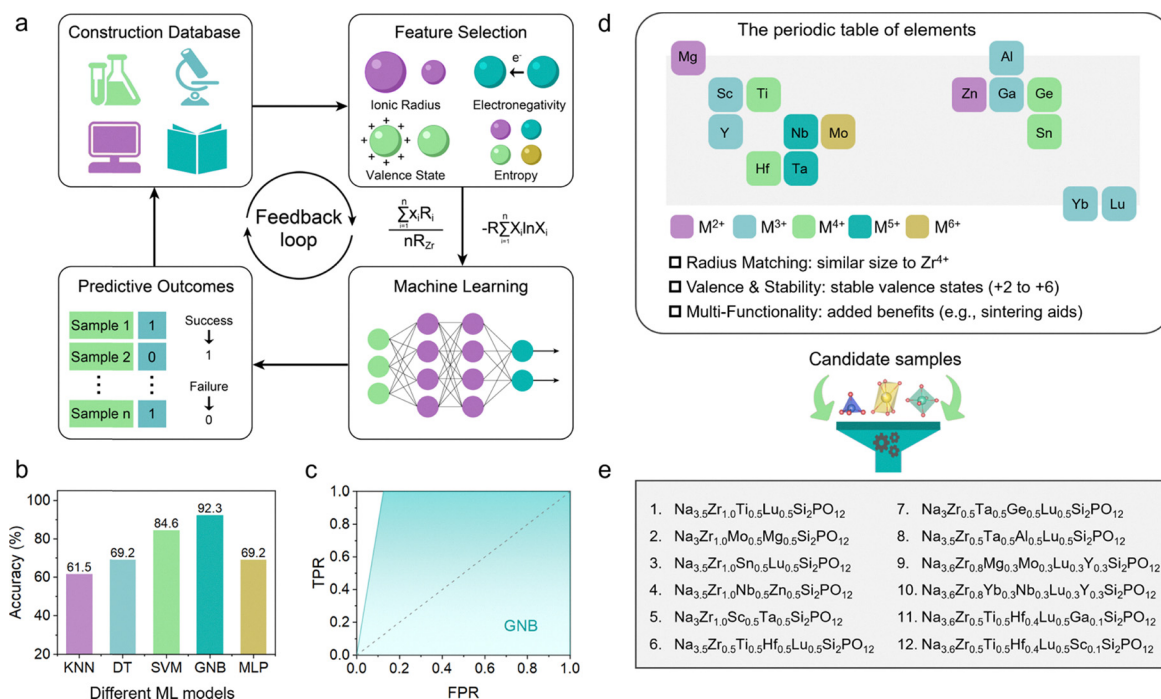 a
Construction Database
Feature Selection
e-
Ionic Radius
Electronegativity
Valence State
Entropy
Feedback
loop
∑ⁿᵢ₌₁xᵢRᵢ
nR_Zr
-R∑ⁿᵢ₌₁XᵢlnXᵢ
Predictive Outcomes
Sample 1 1
Sample 2 0
⋮ ⋮
Sample n 1
Success
1
Failure
0
Machine Learning
b
Accuracy (%)
100
80
60
40
20
61.5
69.2
84.6
92.3
69.2
KNN DT SVM GNB MLP
Different ML models
c
TPR
1.0
0.8
0.6
0.4
0.2
0.0
GNB
0.0 0.2 0.4 0.6 0.8 1.0
FPR
d
The periodic table of elements
Mg Al
Sc Ti Zn Ga Ge
Y Nb Mo Sn
Hf Ta
Yb Lu
M²⁺ M³⁺ M⁴⁺ M⁵⁺ M⁶⁺
Radius Matching: similar size to Zr⁴⁺
Valence & Stability: stable valence states (+2 to +6)
Multi-Functionality: added benefits (e.g., sintering aids)
Candidate samples
e
1. Na₃.₅Zr₁.₀Ti₀.₅Lu₀.₅Si₂PO₁₂
2. Na₃Zr₁.₀Mo₀.₅Mg₀.₅Si₂PO₁₂
3. Na₃.₅Zr₁.₀Sn₀.₅Lu₀.₅Si₂PO₁₂
4. Na₃.₅Zr₁.₀Nb₀.₅Zn₀.₅Si₂PO₁₂
5. Na₃Zr₁.₀Sc₀.₅Ta₀.₅Si₂PO₁₂
6. Na₃.₅Zr₀.₅Ti₀.₅Hf₀.₅Lu₀.₅Si₂PO₁₂
7. Na₃Zr₀.₅Ta₀.₅Ge₀.₅Lu₀.₅Si₂PO₁₂
8. Na₃.₅Zr₀.₅Ta₀.₅Al₀.₅Lu₀.₅Si₂PO₁₂
9. Na₃.₆Zr₀.₈Mg₀.₃Mo₀.₃Lu₀.₃Y₀.₃Si₂PO₁₂
10. Na₃.₆Zr₀.₈Yb₀.₃Nb₀.₃Lu₀.₃Y₀.₃Si₂PO₁₂
11. Na₃.₆Zr₀.₅Ti₀.₅Hf₀.₄Lu₀.₅Ga₀.₁Si₂PO₁₂
12. Na₃.₆Zr₀.₅Ti₀.₅Hf₀.₄Lu₀.₅Sc₀.₁Si₂PO₁₂